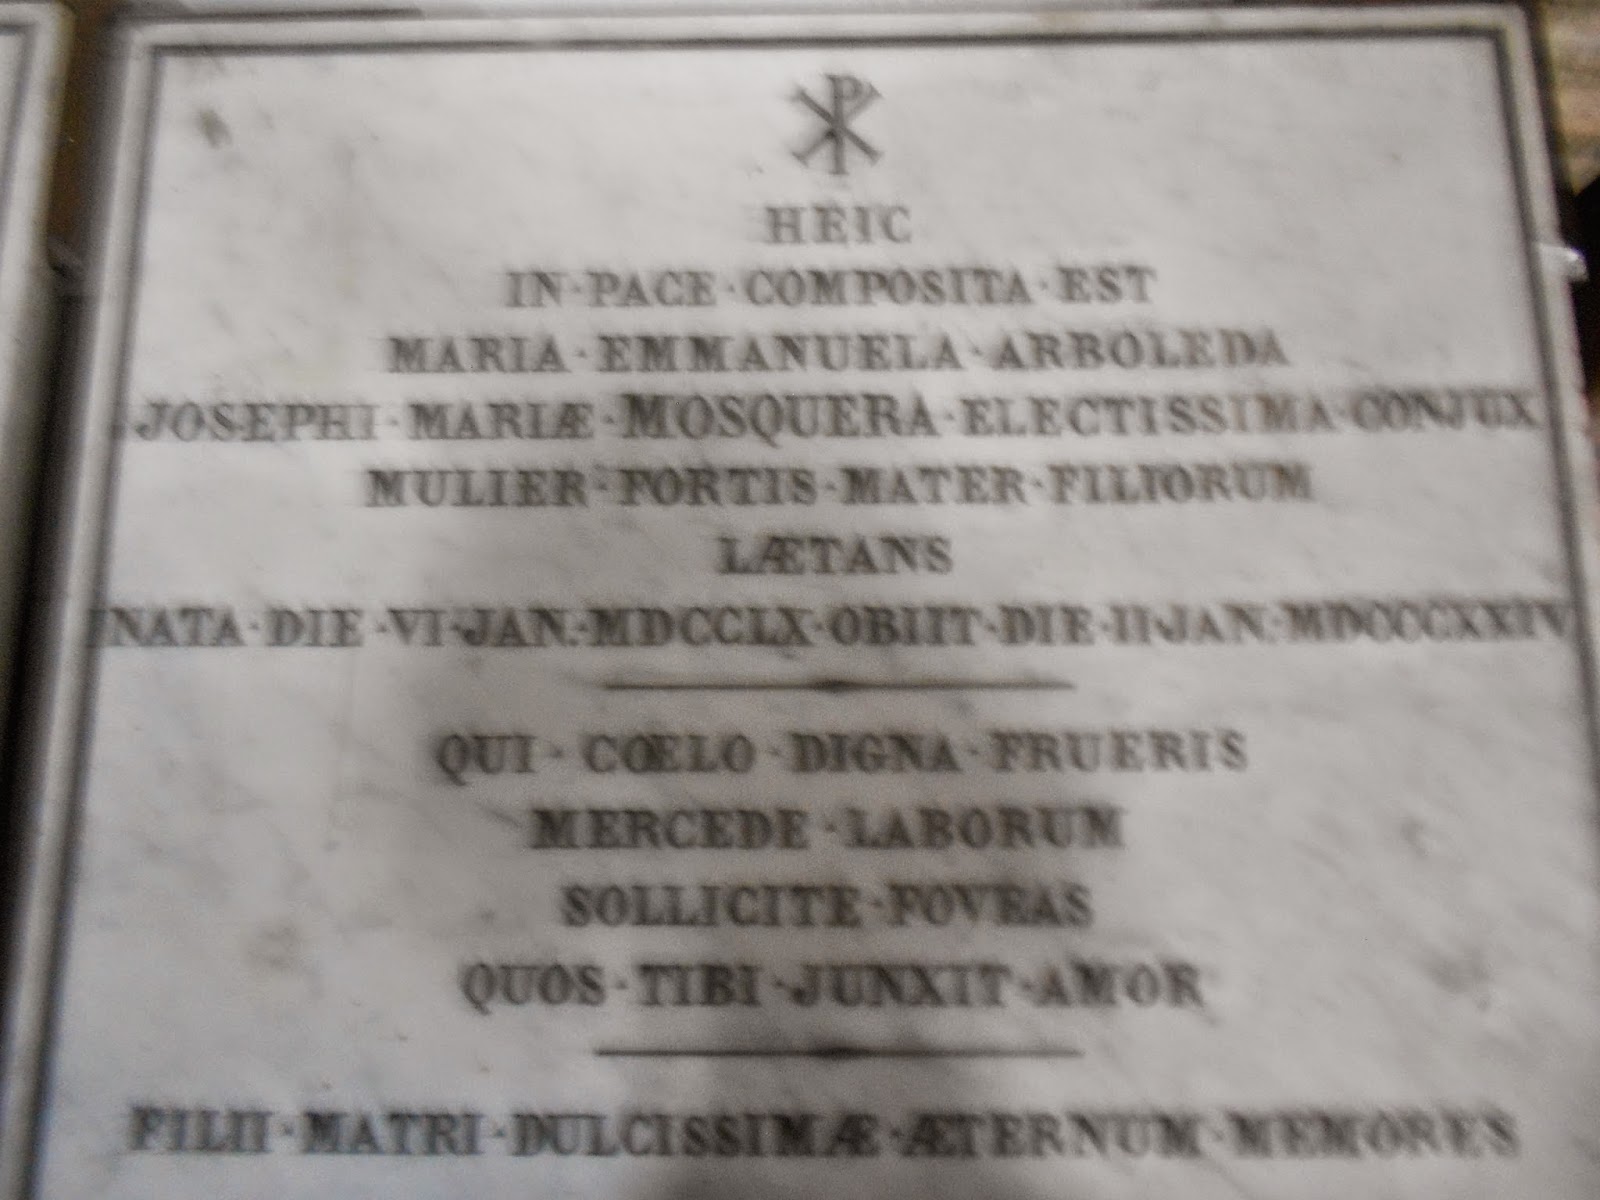 HEIC
IN·PACE·COMPOSITA·EST
MARIA·EMMANUELA·ARBOLEDA
JOSEPHI·MARIÆ·MOSQUERA·ELECTISSIMA·CONJUX
MULIER·FORTIS·MATER·FILIORUM
LÆTANS
NATA·DIE·VI·JAN.·MDCCLX·OBIIT·DIE·II·JAN.·MDCCCXXIV
QUI·CŒLO·DIGNA·FRUERIS
MERCEDE·LABORUM
SOLLICITE·FOVEAS
QUOS·TIBI·JUNXIT·AMOR
FILII·MATRI·DULCISSIMÆ·ÆTERNUM·MEMORES